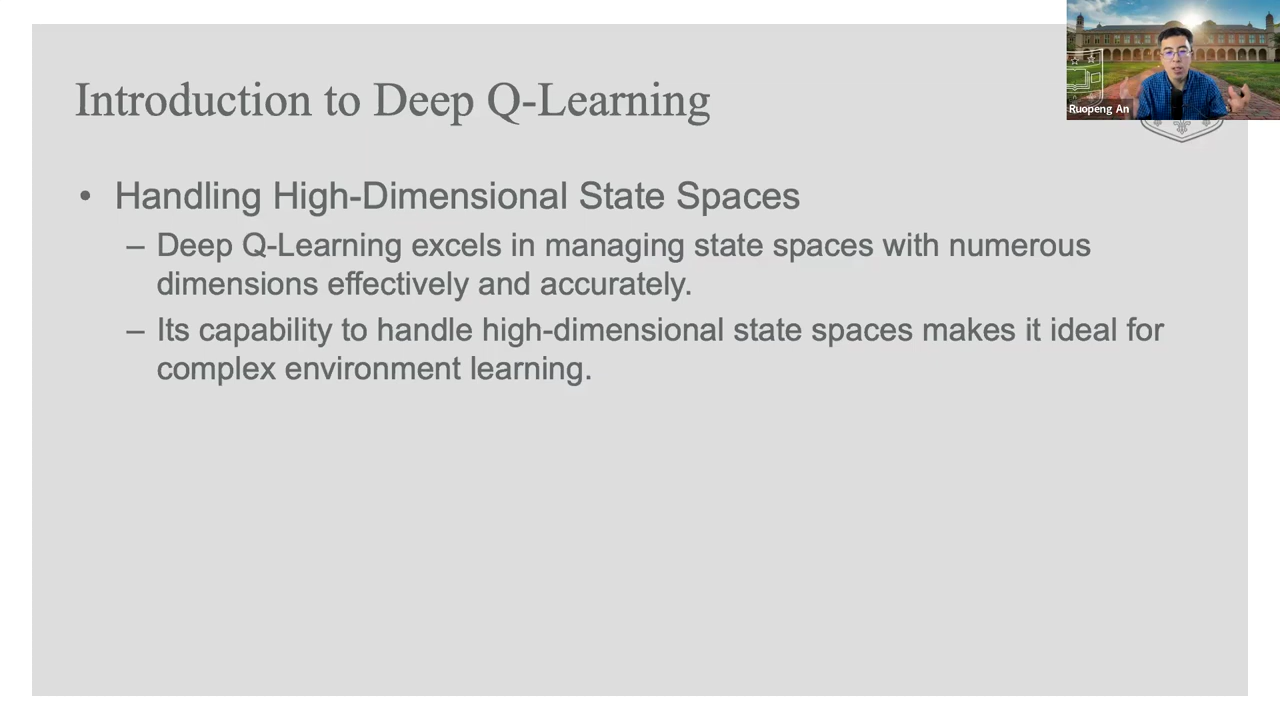 Introduction to Deep Q-Learning
Ruopeng An
• Handling High-Dimensional State Spaces
– Deep Q-Learning excels in managing state spaces with numerous
dimensions effectively and accurately.
– Its capability to handle high-dimensional state spaces makes it ideal for
complex environment learning.